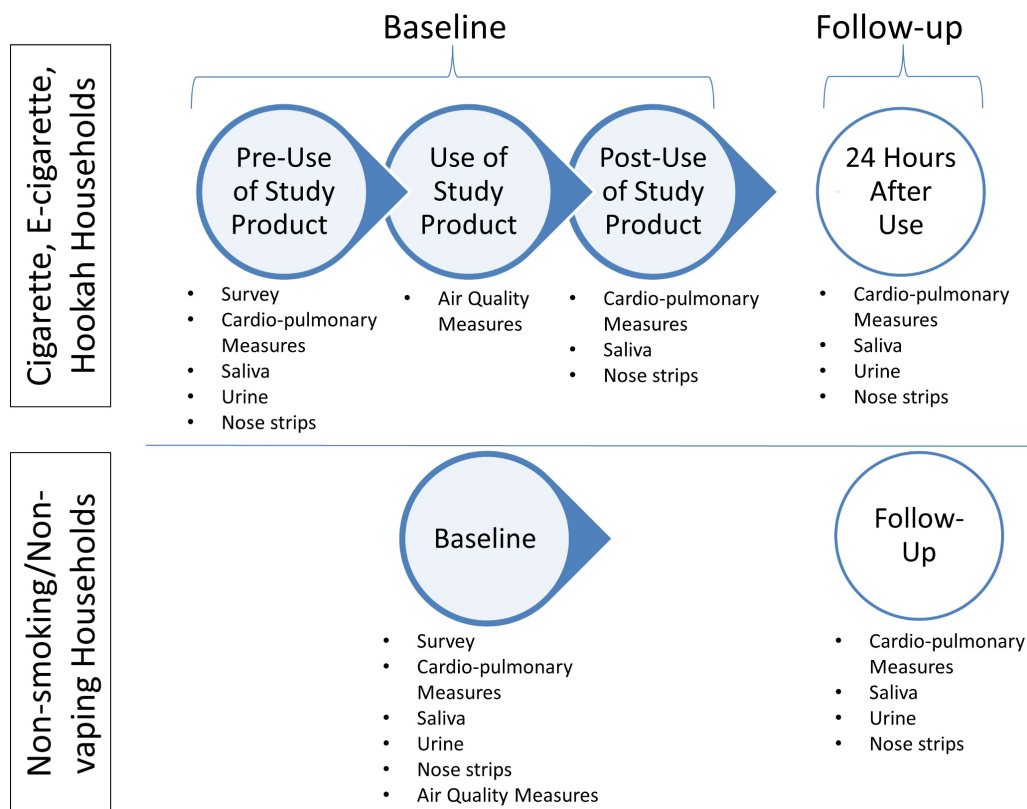 Baseline
Follow-up
Cigarette, E-cigarette,
Hookah Households
Pre-Use
of Study
Product
Use of
Study
Product
Post-Use
of Study
Product
24 Hours
After
Use
• Survey
• Cardio-pulmonary
Measures
• Saliva
• Urine
• Nose strips
• Air Quality
Measures
• Cardio-pulmonary
Measures
• Saliva
• Nose strips
• Cardio-pulmonary
Measures
• Saliva
• Urine
• Nose strips
Non-smoking/Non-
vaping Households
Baseline
Follow-
Up
• Survey
• Cardio-pulmonary
Measures
• Saliva
• Urine
• Nose strips
• Air Quality Measures
• Cardio-pulmonary
Measures
• Saliva
• Urine
• Nose strips